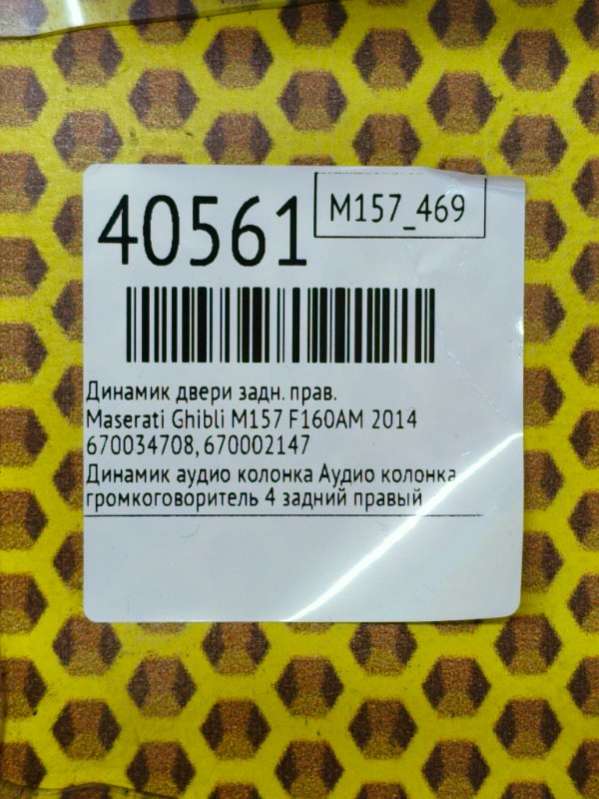 40561
M157_469
Динамик двери задн. прав.
Maserati Ghibli M157 F160AM 2014
670034708, 670002147
Динамик аудио колонка Аудио колонка
громкоговоритель 4 задний правый